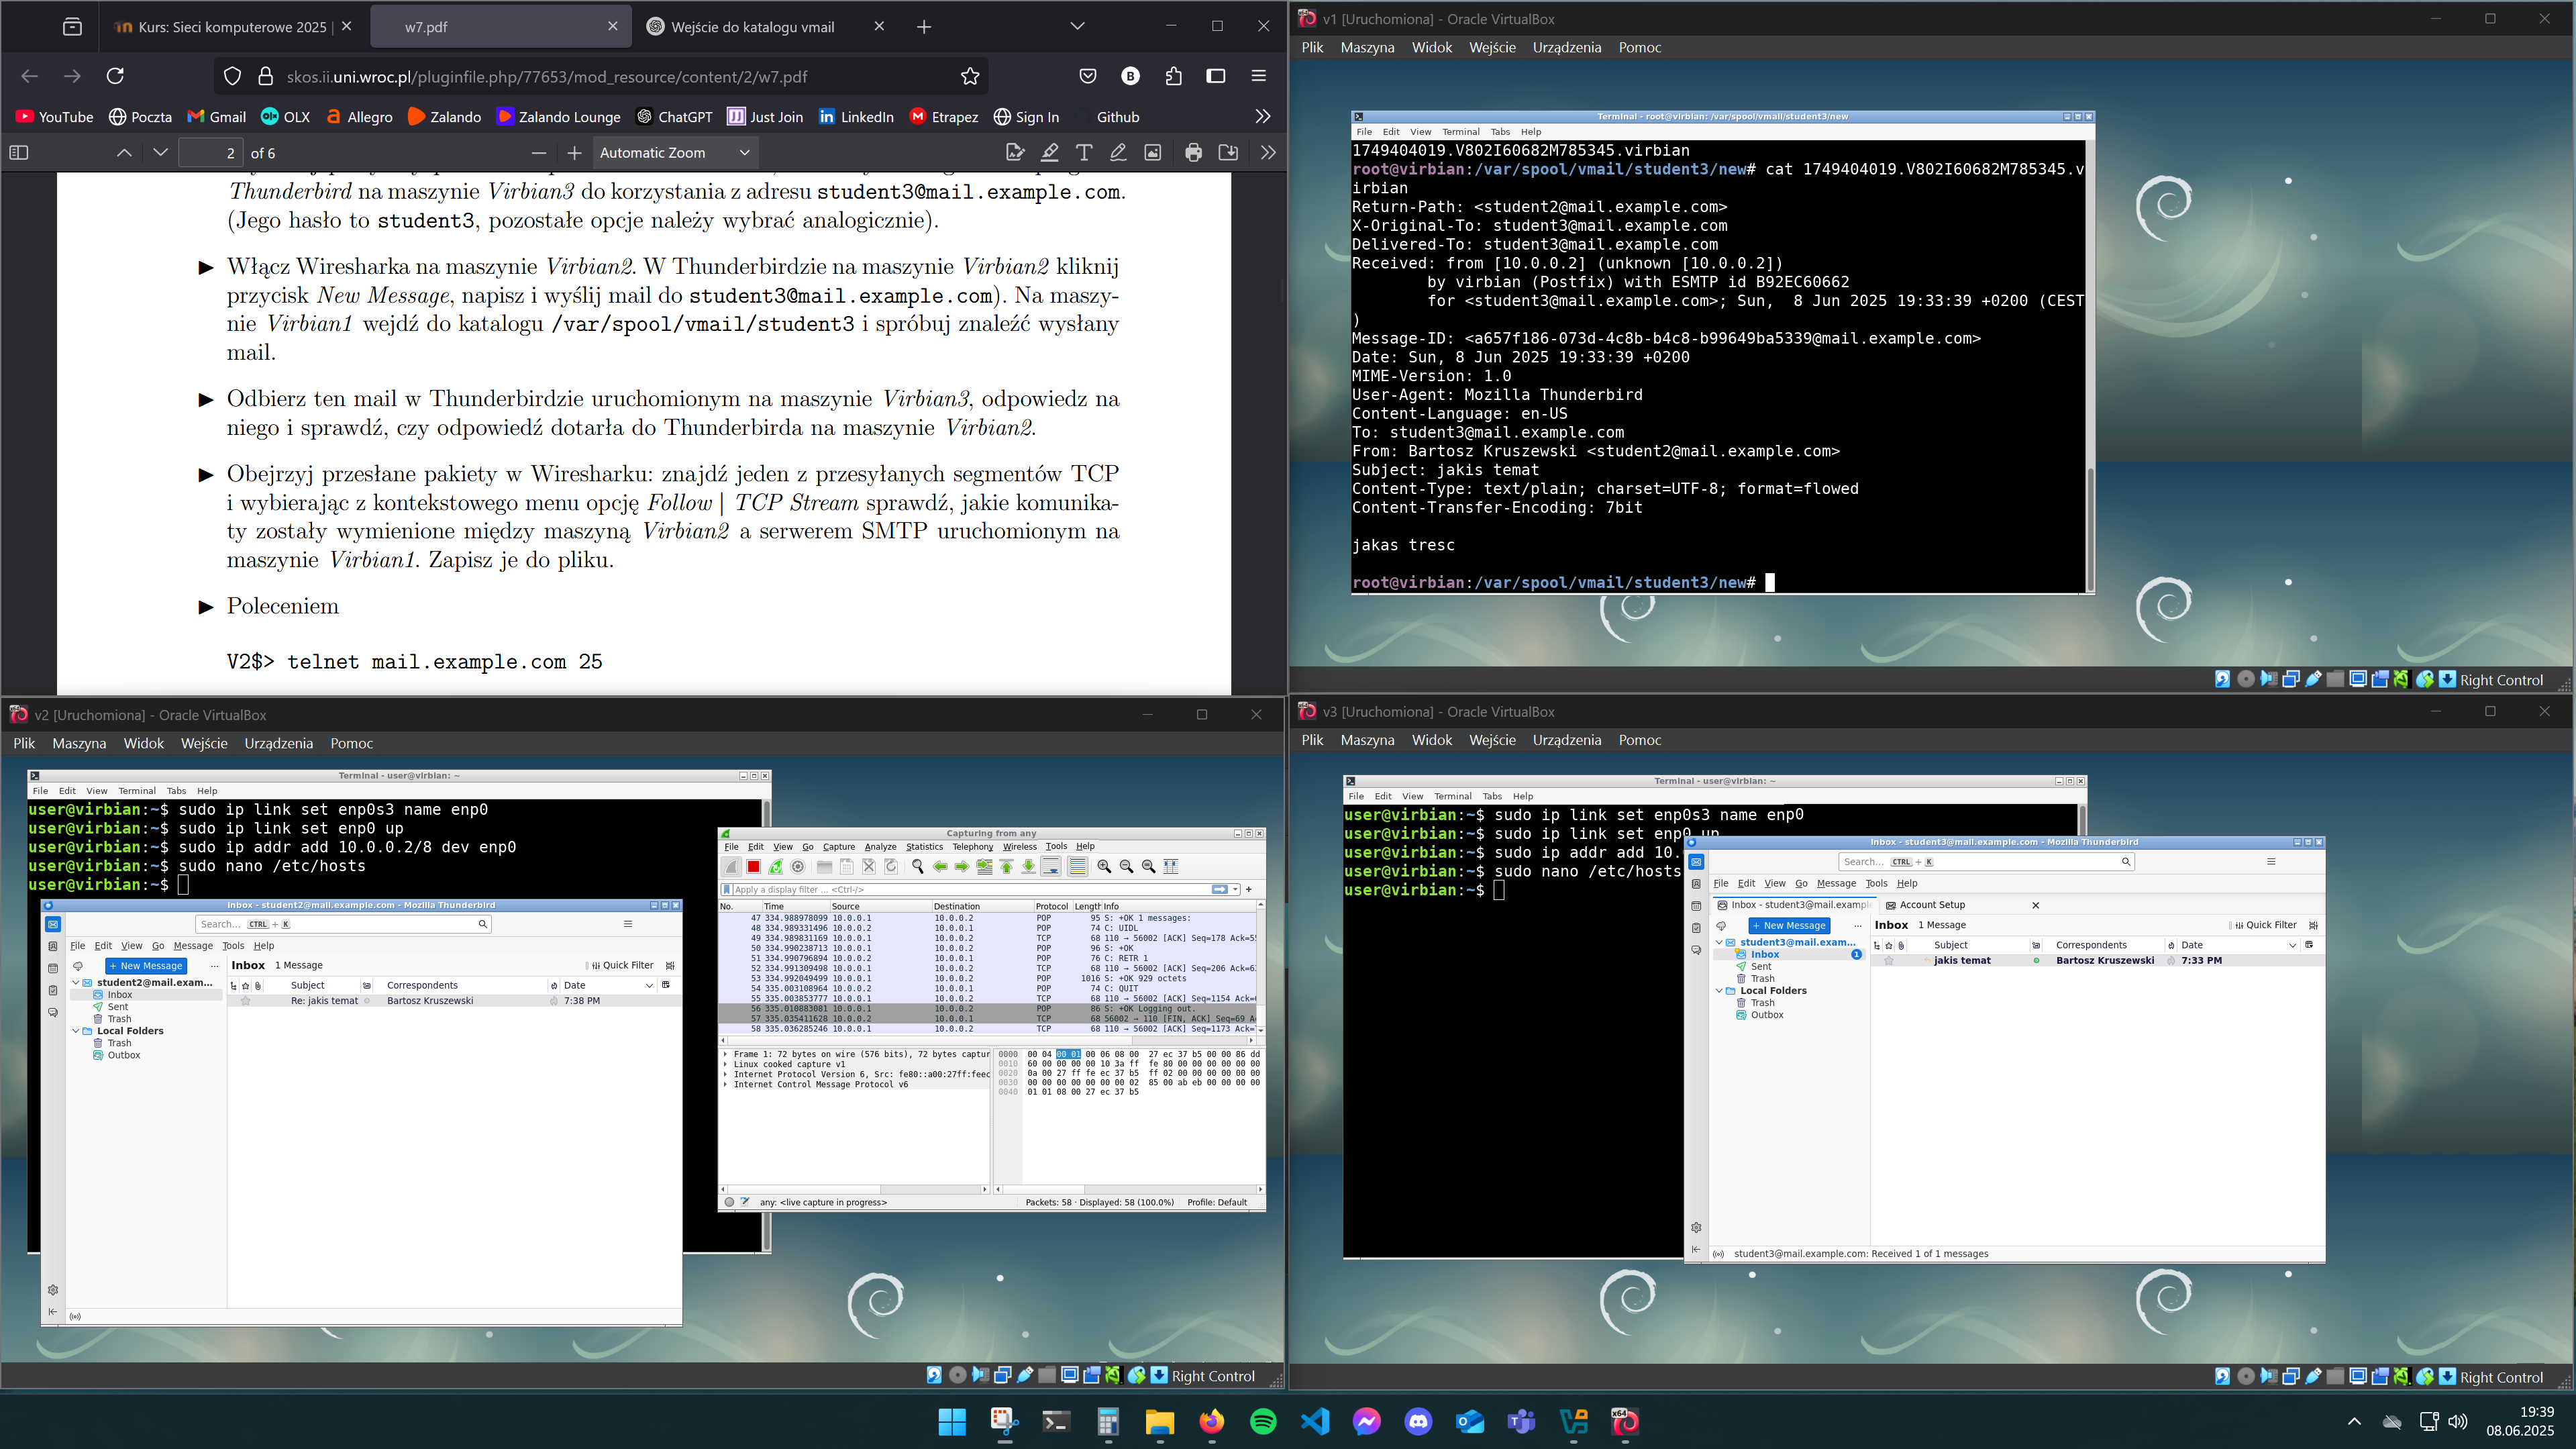 Kurs: Sieci komputerowe 2025 |
w7.pdf
Wejście do katalogu vmail
skos.ii.uni.wroc.pl/pluginfile.php/77653/mod_resource/content/2/w7.pdf
YouTube Poczta Gmail OLX Allegro Zalando Zalando Lounge ChatGPT Just Join LinkedIn Etrapez Sign In Github
2 of 6 Automatic Zoom
Thunderbird na maszynie Virbian3 do korzystania z adresu student3@mail.example.com.
(Jego hasło to student3, pozostałe opcje należy wybrać analogicznie).
► Włącz Wiresharka na maszynie Virbian2. W Thunderbirdzie na maszynie Virbian2 kliknij
przycisk New Message, napisz i wyślij mail do student3@mail.example.com). Na maszy-
nie Virbian1 wejdź do katalogu /var/spool/vmail/student3 i spróbuj znaleźć wysłany
mail.
► Odbierz ten mail w Thunderbirdzie uruchomionym na maszynie Virbian3, odpowiedz na
niego i sprawdź, czy odpowiedź dotarła do Thunderbirda na maszynie Virbian2.
► Obejrzyj przesłane pakiety w Wiresharku: znajdź jeden z przesyłanych segmentów TCP
i wybierając z kontekstowego menu opcję Follow | TCP Stream sprawdź, jakie komunika-
ty zostały wymienione między maszyną Virbian2 a serwerem SMTP uruchomionym na
maszynie Virbian1. Zapisz je do pliku.
► Poleceniem
V2$> telnet mail.example.com 25
v1 [Uruchomiona] - Oracle VirtualBox
Plik Maszyna Widok Wejście Urządzenia Pomoc
Terminal - root@virbian: /var/spool/vmail/student3/new
File Edit View Terminal Tabs Help
1749404019.V802I60682M785345.virbian
root@virbian:/var/spool/vmail/student3/new# cat 1749404019.V802I60682M785345.v
irbian
Return-Path: <student2@mail.example.com>
X-Original-To: student3@mail.example.com
Delivered-To: student3@mail.example.com
Received: from [10.0.0.2] (unknown [10.0.0.2])
by virbian (Postfix) with ESMTP id B92EC60662
for <student3@mail.example.com>; Sun,  8 Jun 2025 19:33:39 +0200 (CEST
)
Message-ID: <a657f186-073d-4c8b-b4c8-b99649ba5339@mail.example.com>
Date: Sun, 8 Jun 2025 19:33:39 +0200
MIME-Version: 1.0
User-Agent: Mozilla Thunderbird
Content-Language: en-US
To: student3@mail.example.com
From: Bartosz Kruszewski <student2@mail.example.com>
Subject: jakis temat
Content-Type: text/plain; charset=UTF-8; format=flowed
Content-Transfer-Encoding: 7bit
jakas tresc
root@virbian:/var/spool/vmail/student3/new#
Right Control
v2 [Uruchomiona] - Oracle VirtualBox
Plik Maszyna Widok Wejście Urządzenia Pomoc
Terminal - user@virbian: ~
File Edit View Terminal Tabs Help
user@virbian:~$ sudo ip link set enp0s3 name enp0
user@virbian:~$ sudo ip link set enp0 up
user@virbian:~$ sudo ip addr add 10.0.0.2/8 dev enp0
user@virbian:~$ sudo nano /etc/hosts
user@virbian:~$
Inbox - student2@mail.example.com - Mozilla Thunderbird
Search... CTRL + K
File Edit View Go Message Tools Help
+ New Message ... Inbox 1 Message Quick Filter
student2@mail.exam...
Inbox
Sent
Trash
Local Folders
Trash
Outbox
Subject Correspondents Date
Re: jakis temat Bartosz Kruszewski 7:38 PM
Capturing from any
File Edit View Go Capture Analyze Statistics Telephony Wireless Tools Help
Apply a display filter ... <Ctrl-/>
No. Time Source Destination Protocol Length Info
47 334.988978099 10.0.0.1 10.0.0.2 POP 95 S: +OK 1 messages:
48 334.989331496 10.0.0.2 10.0.0.1 POP 74 C: UIDL
49 334.989831169 10.0.0.1 10.0.0.2 TCP 68 110 → 56002 [ACK] Seq=178 Ack=5
50 334.990238713 10.0.0.1 10.0.0.2 POP 96 S: +OK
51 334.990796894 10.0.0.2 10.0.0.1 POP 76 C: RETR 1
52 334.991309498 10.0.0.1 10.0.0.2 TCP 68 110 → 56002 [ACK] Seq=206 Ack=6
53 334.992049499 10.0.0.1 10.0.0.2 POP 1016 S: +OK 929 octets
54 335.003108964 10.0.0.2 10.0.0.1 POP 74 C: QUIT
55 335.003853777 10.0.0.1 10.0.0.2 TCP 68 110 → 56002 [ACK] Seq=1154 Ack=
56 335.010883081 10.0.0.1 10.0.0.2 POP 86 S: +OK Logging out.
57 335.035411628 10.0.0.2 10.0.0.1 TCP 68 56002 → 110 [FIN, ACK] Seq=69 A
58 335.036285246 10.0.0.1 10.0.0.2 TCP 68 110 → 56002 [ACK] Seq=1173 Ack=
Frame 1: 72 bytes on wire (576 bits), 72 bytes captur
Linux cooked capture v1
Internet Protocol Version 6, Src: fe80::a00:27ff:feec
Internet Control Message Protocol v6
0000 00 04 00 01 00 06 08 00 27 ec 37 b5 00 00 86 dd
0010 60 00 00 00 00 10 3a ff fe 80 00 00 00 00 00 00
0020 0a 00 27 ff fe ec 37 b5 ff 02 00 00 00 00 00 00
0030 00 00 00 00 00 00 00 02 85 00 ab eb 00 00 00 00
0040 01 01 08 00 27 ec 37 b5
any: <live capture in progress> Packets: 58 · Displayed: 58 (100.0%) Profile: Default
Right Control
v3 [Uruchomiona] - Oracle VirtualBox
Plik Maszyna Widok Wejście Urządzenia Pomoc
Terminal - user@virbian: ~
File Edit View Terminal Tabs Help
user@virbian:~$ sudo ip link set enp0s3 name enp0
user@virbian:~$ sudo ip link set enp0 up
user@virbian:~$ sudo ip addr add 10.
user@virbian:~$ sudo nano /etc/hosts
user@virbian:~$
Inbox - student3@mail.example.com - Mozilla Thunderbird
Search... CTRL + K
File Edit View Go Message Tools Help
Inbox - student3@mail.exampl Account Setup
+ New Message ... Inbox 1 Message Quick Filter
student3@mail.exam...
Inbox 1
Sent
Trash
Local Folders
Trash
Outbox
Subject Correspondents Date
jakis temat Bartosz Kruszewski 7:33 PM
student3@mail.example.com: Received 1 of 1 messages
Right Control
19:39
08.06.2025